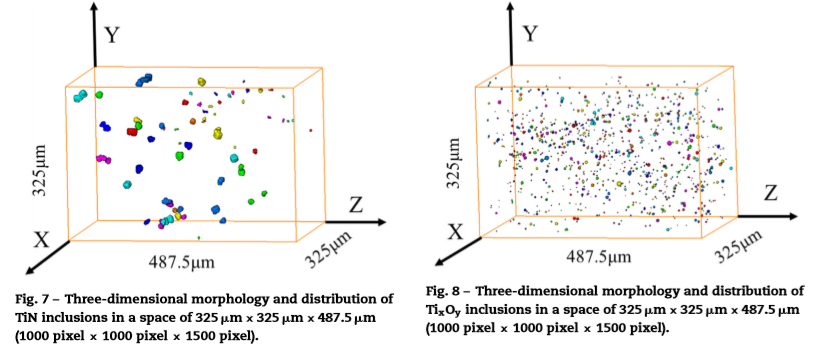 Y
325μm
Z
X
487.5μm
325μm
Fig. 7 – Three-dimensional morphology and distribution of
TiN inclusions in a space of 325 μm x 325 μm x 487.5 μm
(1000 pixel × 1000 pixel × 1500 pixel).
Y
325μm
Z
X
487.5μm
325μm
Fig. 8 – Three-dimensional morphology and distribution of
TiₓOᵧ inclusions in a space of 325 μm x 325 μm x 487.5 μm
(1000 pixel × 1000 pixel × 1500 pixel).